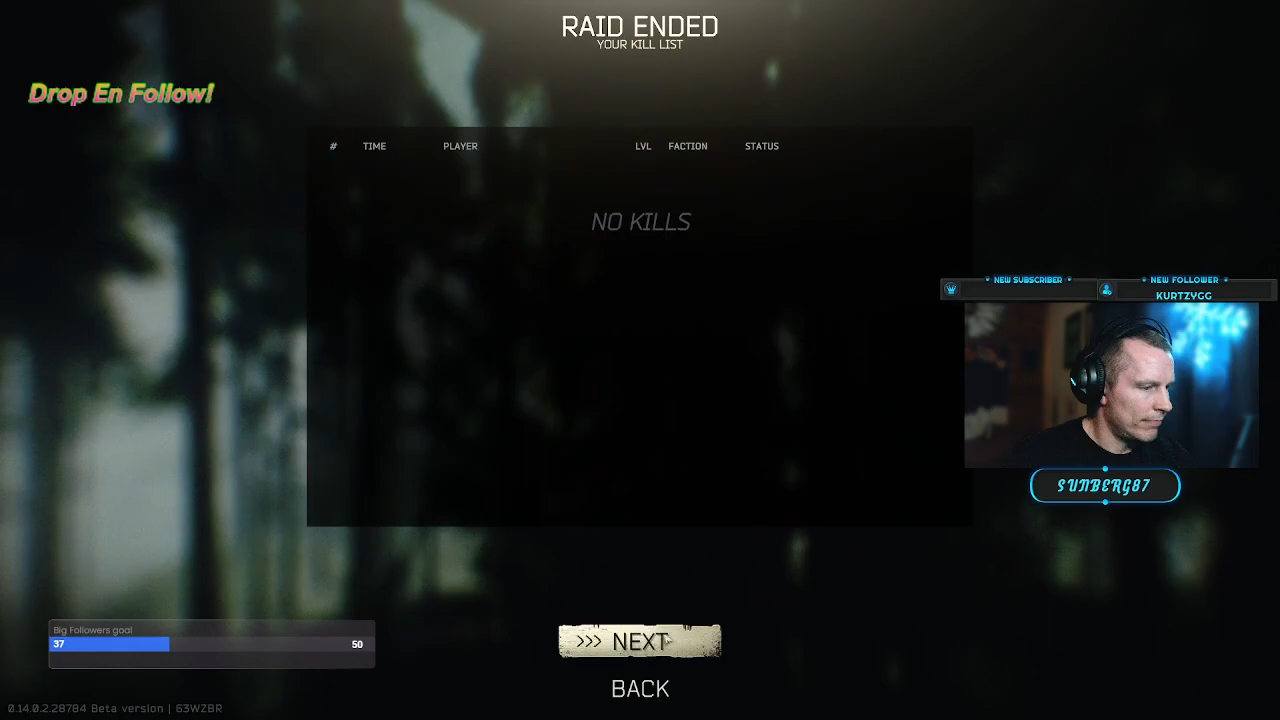 RAID ENDED
YOUR KILL LIST
Drop En Follow!
# TIME PLAYER LVL FACTION STATUS
NO KILLS
NEW SUBSCRIBER
NEW FOLLOWER
KURTZYGG
SUNBERG87
Big Followers goal
37 50
>>> NEXT
BACK
0.14.0.2.28784 Beta version | 63WZBR